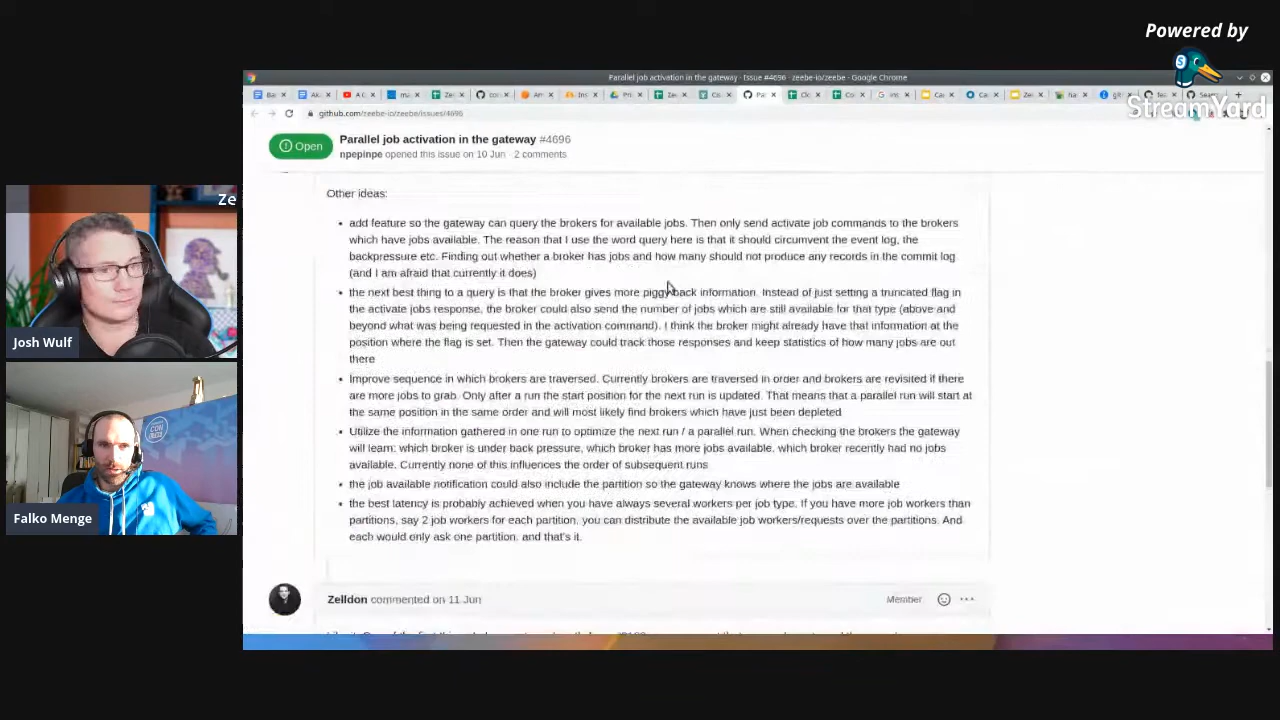 Powered by
StreamYard
Parallel job activation in the gateway · Issue #4696 · zeebe-io/zeebe - Google Chrome
github.com/zeebe-io/zeebe/issues/4696
Open
Parallel job activation in the gateway #4696
npepinpe opened this issue on 10 Jun · 2 comments
Other ideas:
• add feature so the gateway can query the brokers for available jobs. Then only send activate job commands to the brokers
which have jobs available. The reason that I use the word query here is that it should circumvent the event log, the
backpressure etc. Finding out whether a broker has jobs and how many should not produce any records in the commit log
(and I am afraid that currently it does)
• the next best thing to a query is that the broker gives more piggyback information. Instead of just setting a truncated flag in
the activate jobs response, the broker could also send the number of jobs which are still available for that type (above and
beyond what was being requested in the activation command). I think the broker might already have that information at the
position where the flag is set. Then the gateway could track those responses and keep statistics of how many jobs are out
there
• Improve sequence in which brokers are traversed. Currently brokers are traversed in order and brokers are revisited if there
are more jobs to grab. Only after a run the start position for the next run is updated. That means that a parallel run will start at
the same position in the same order and will most likely find brokers which have just been depleted
• Utilize the information gathered in one run to optimize the next run / a parallel run. When checking the brokers the gateway
will learn: which broker is under back pressure, which broker has more jobs available, which broker recently had no jobs
available. Currently none of this influences the order of subsequent runs
• the job available notification could also include the partition so the gateway knows where the jobs are available
• the best latency is probably achieved when you have always several workers per job type. If you have more job workers than
partitions, say 2 job workers for each partition, you can distribute the available job workers/requests over the partitions. And
each would only ask one partition. and that's it.
Zelldon commented on 11 Jun
Member
Ze
Josh Wulf
Falko Menge